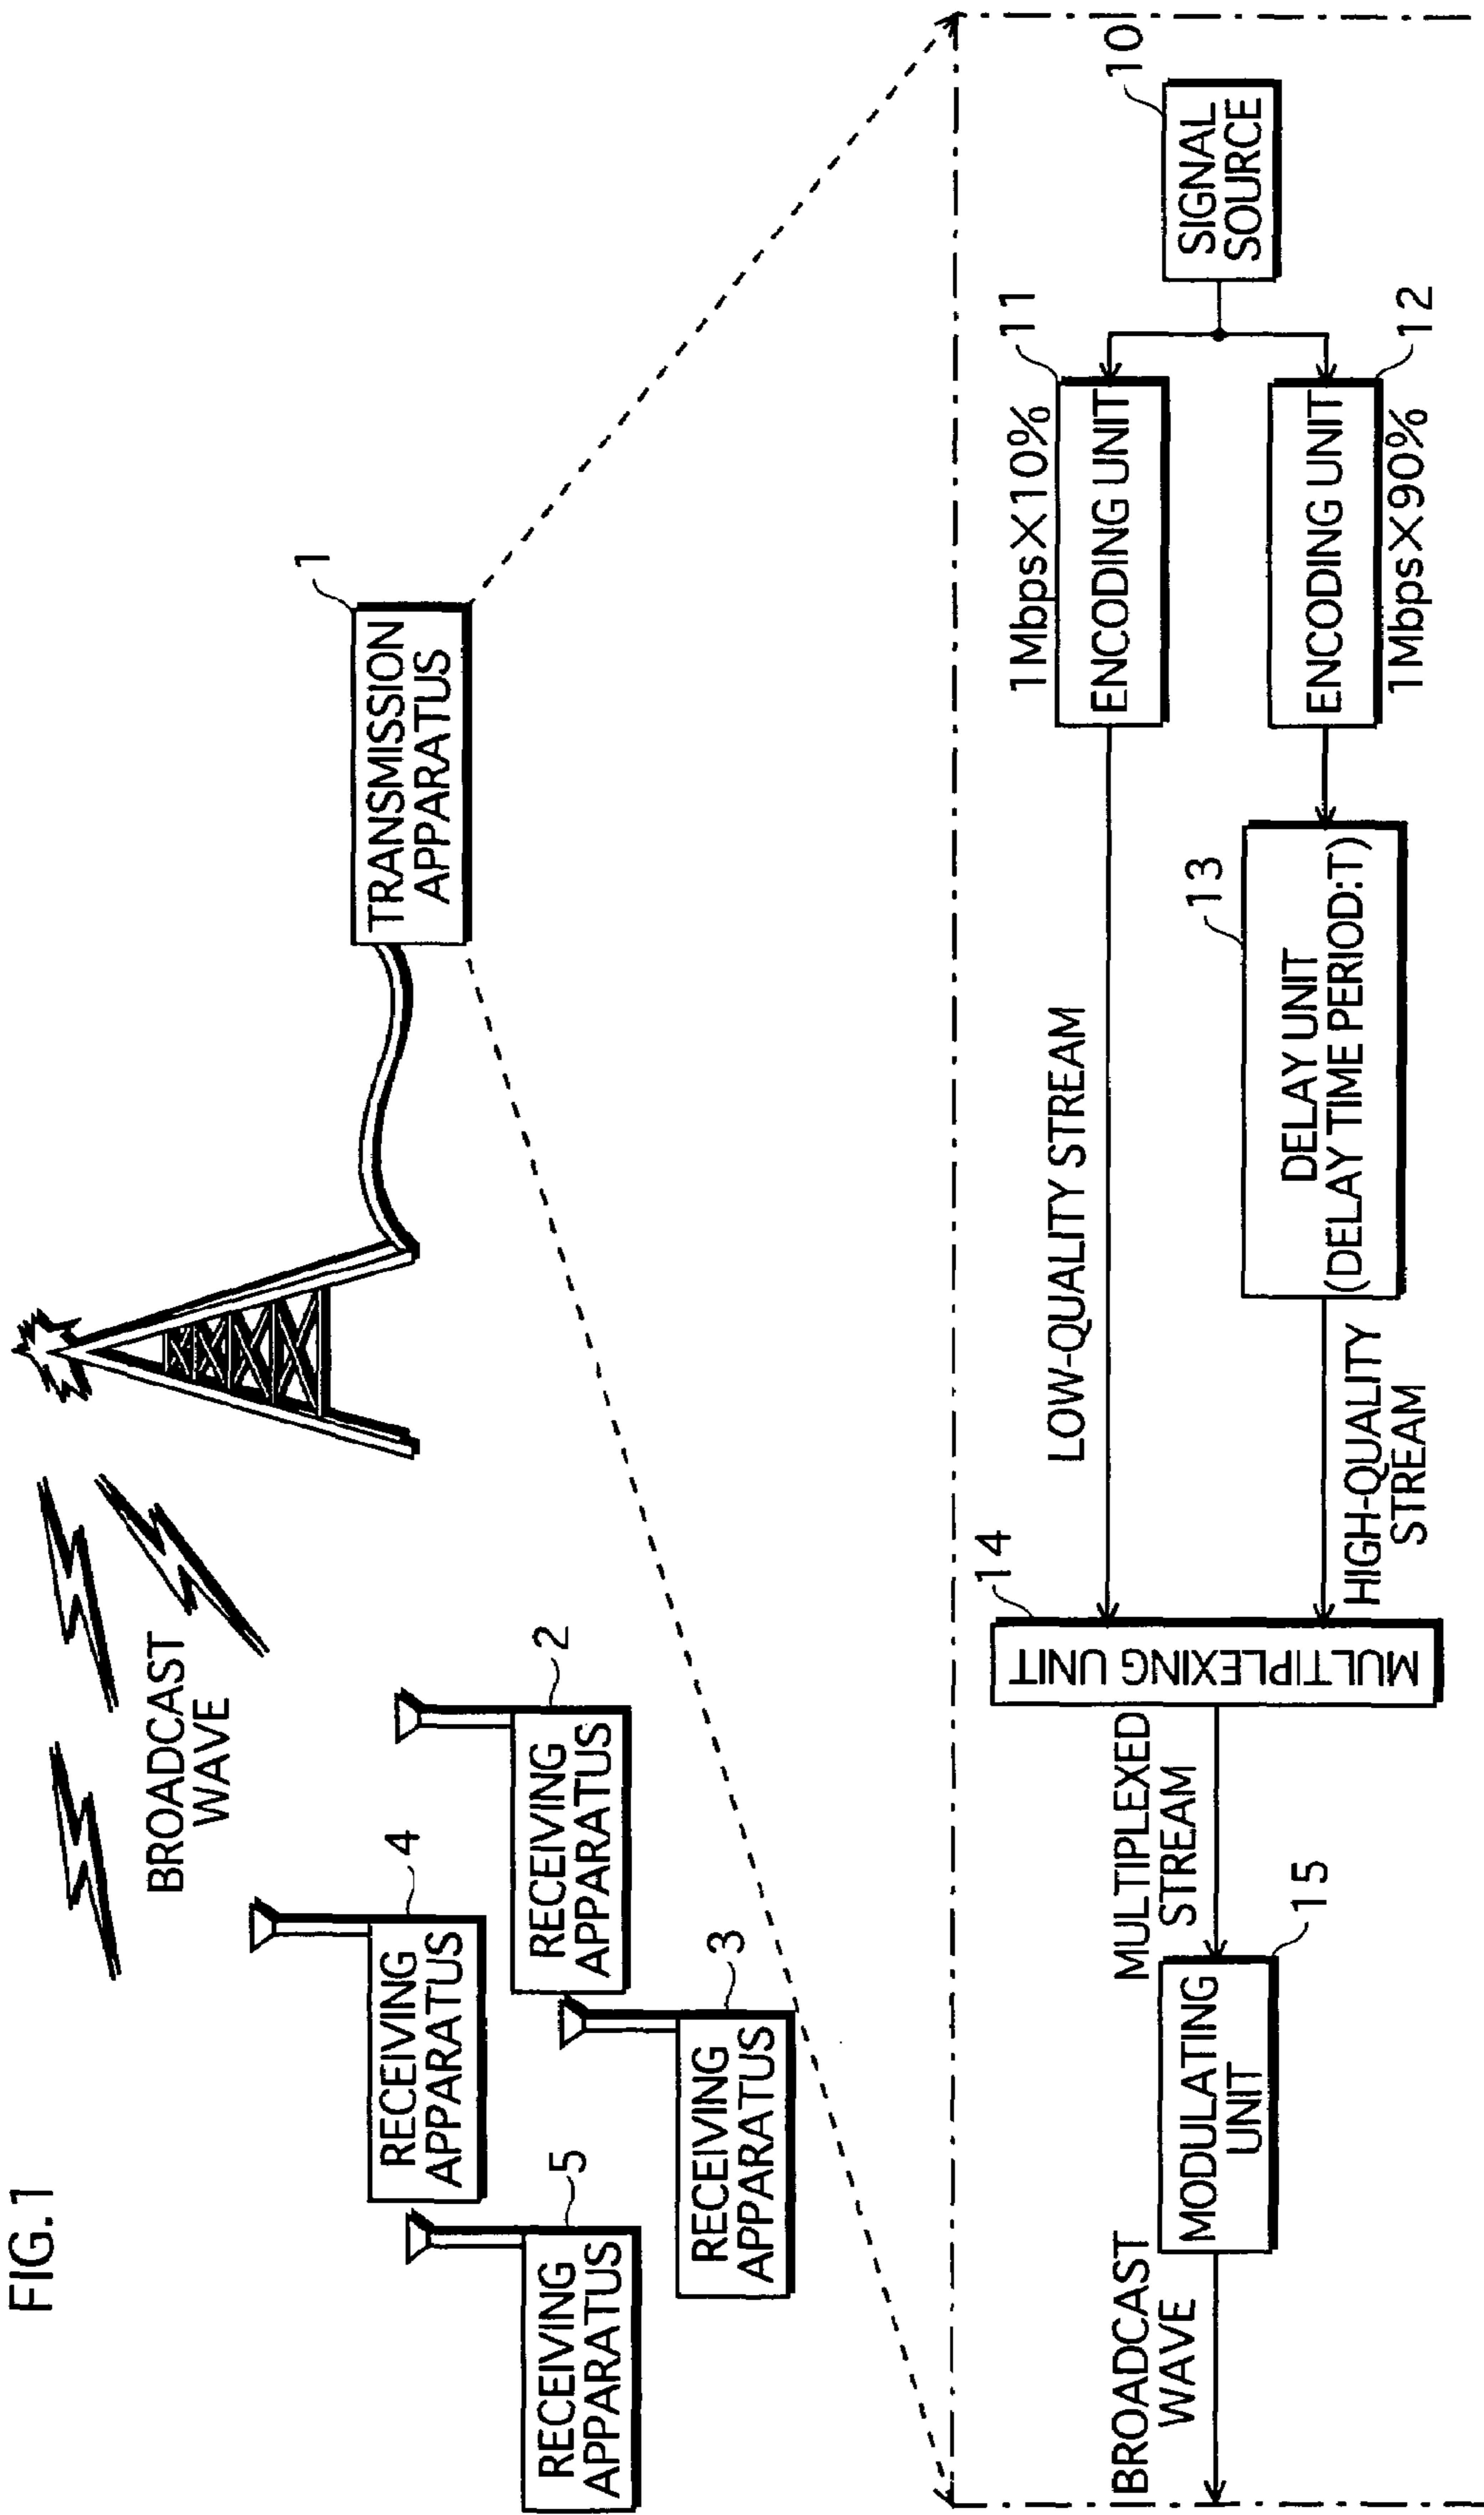 FIG.1
BROADCAST
WAVE
1
TRANSMISSION
APPARATUS
4
RECEIVING
APPARATUS
2
RECEIVING
APPARATUS
5
RECEIVING
APPARATUS
3
RECEIVING
APPARATUS
BROADCAST
WAVE
MODULATING
UNIT
15
MULTIPLEXED
STREAM
14
MULTIPLEXING UNIT
LOW-QUALITY STREAM
HIGH-QUALITY
STREAM
13
DELAY UNIT
(DELAY TIME PERIOD:T)
1Mbps×10%
11
ENCODING UNIT
ENCODING UNIT
12
1Mbps×90%
10
SIGNAL
SOURCE